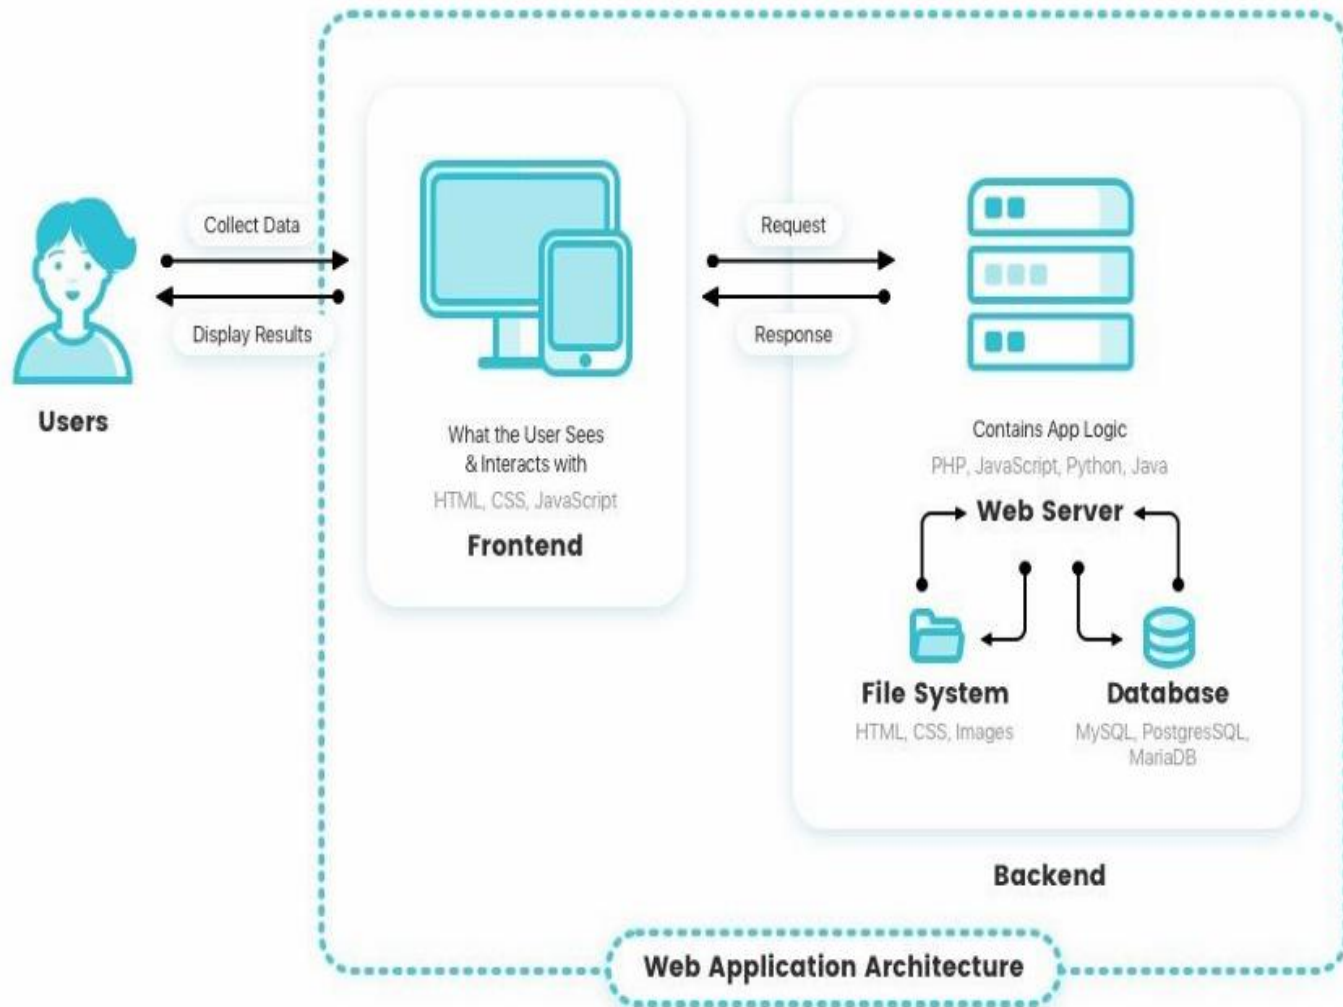 Collect Data
Display Results
Users
What the User Sees
& Interacts with
HTML, CSS, JavaScript
Frontend
Request
Response
Contains App Logic
PHP, JavaScript, Python, Java
Web Server
File System
HTML, CSS, Images
Database
MySQL, PostgresSQL,
MariaDB
Backend
Web Application Architecture